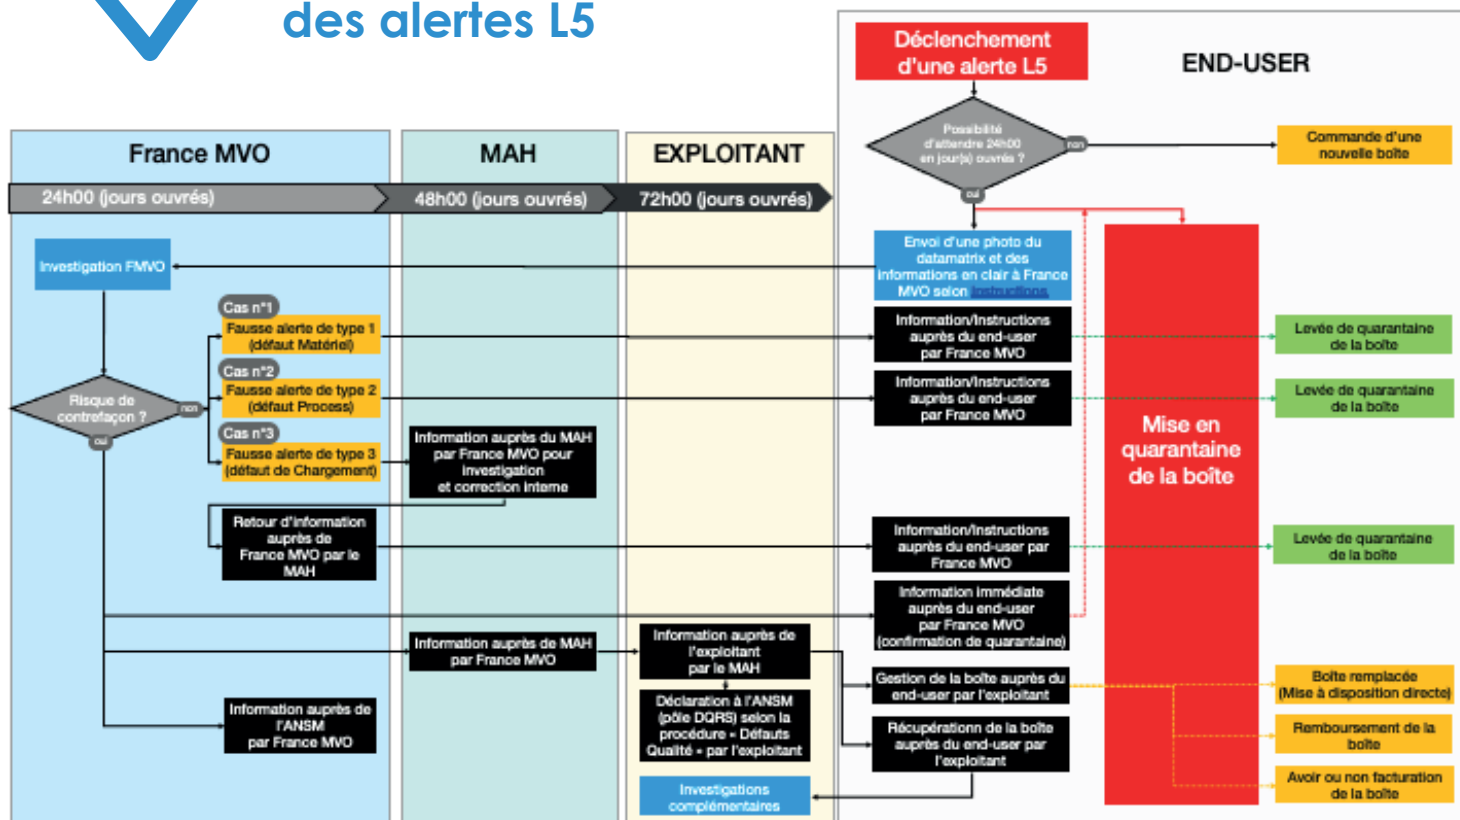 des alertes L5
Déclenchement
d'une alerte L5
END-USER
Possibilité
d'attendre 24h00
en jour(s) ouvrés ?
non
Commande d'une
nouvelle boîte
oui
France MVO
MAH
EXPLOITANT
24h00 (jours ouvrés)
48h00 (jours ouvrés)
72h00 (jours ouvrés)
Investigation FMVO
Envoi d'une photo du
datamatrix et des
informations en clair à France
MVO selon instructions.
Cas n°1
Fausse alerte de type 1
(défaut Matériel)
Information/Instructions
auprès du end-user
par France MVO
Levée de quarantaine
de la boîte
Cas n°2
Fausse alerte de type 2
(défaut Process)
Information/Instructions
auprès du end-user
par France MVO
Levée de quarantaine
de la boîte
Risque de
contrefaçon ?
non
oui
Cas n°3
Fausse alerte de type 3
(défaut de Chargement)
Information auprès du MAH
par France MVO pour
investigation
et correction interne
Mise en
quarantaine
de la boîte
Retour d'information
auprès de
France MVO par le
MAH
Information/Instructions
auprès du end-user par
France MVO
Levée de quarantaine
de la boîte
Information immédiate
auprès du end-user
par France MVO
(confirmation de quarantaine)
Information auprès de MAH
par France MVO
Information auprès de
l'exploitant
par le MAH
Gestion de la boîte auprès du
end-user par l'exploitant
Boîte remplacée
(Mise à disposition directe)
Information auprès de
l'ANSM
par France MVO
Déclaration à l'ANSM
(pôle DQRS) selon la
procédure « Défauts
Qualité » par l'exploitant
Récupérationn de la boîte
auprès du end-user par
l'exploitant
Remboursement de la
boîte
Investigations
complémentaires
Avoir ou non facturation
de la boîte